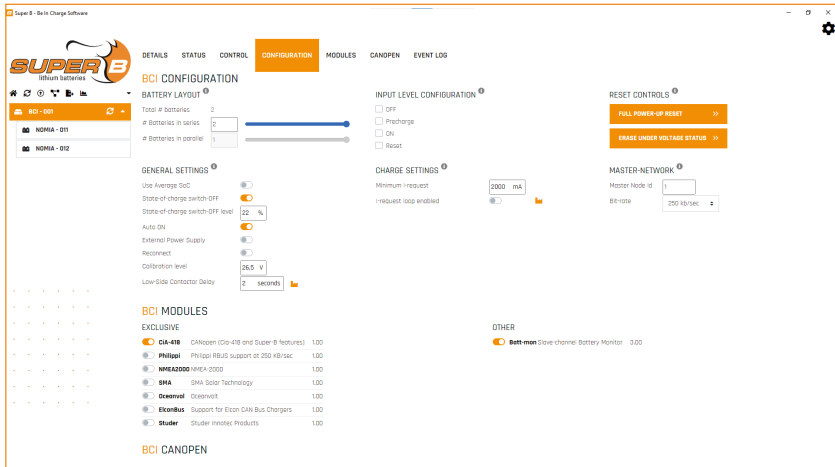 Super B - Be In Charge Software
SUPER B
lithium batteries
DETAILS STATUS CONTROL CONFIGURATION MODULES CANOPEN EVENT LOG
BCI - 001
NOMIA - 011
NOMIA - 012
BCI CONFIGURATION
BATTERY LAYOUT
Total # batteries 2
# Batteries in series 2
# Batteries in parallel 1
INPUT LEVEL CONFIGURATION
OFF
Precharge
ON
Reset
RESET CONTROLS
FULL POWER-UP RESET >>
ERASE UNDER VOLTAGE STATUS >>
GENERAL SETTINGS
Use Average SoC
State-of-charge switch-OFF
State-of-charge switch-OFF level 22 %
Auto ON
External Power Supply
Reconnect
Calibration level 26,5 V
Low-Side Contactor Delay 2 seconds
CHARGE SETTINGS
Minimum I-request 2000 mA
I-request loop enabled
MASTER-NETWORK
Master Node Id 1
Bit-rate 250 kb/sec
BCI MODULES
EXCLUSIVE
CiA-418 CANopen (Cia-418 and Super-B features) 1.00
Philippi Philippi RBUS support at 250 KB/sec 1.00
NMEA2000 NMEA-2000 1.00
SMA SMA Solar Technology 1.00
Oceanvol Oceanvolt 1.00
ElconBus Support for Elcon CAN Bus Chargers 1.00
Studer Studer Innotec Products 1.00
OTHER
Batt-mon Slave-channel Battery Monitor 3.00
BCI CANOPEN